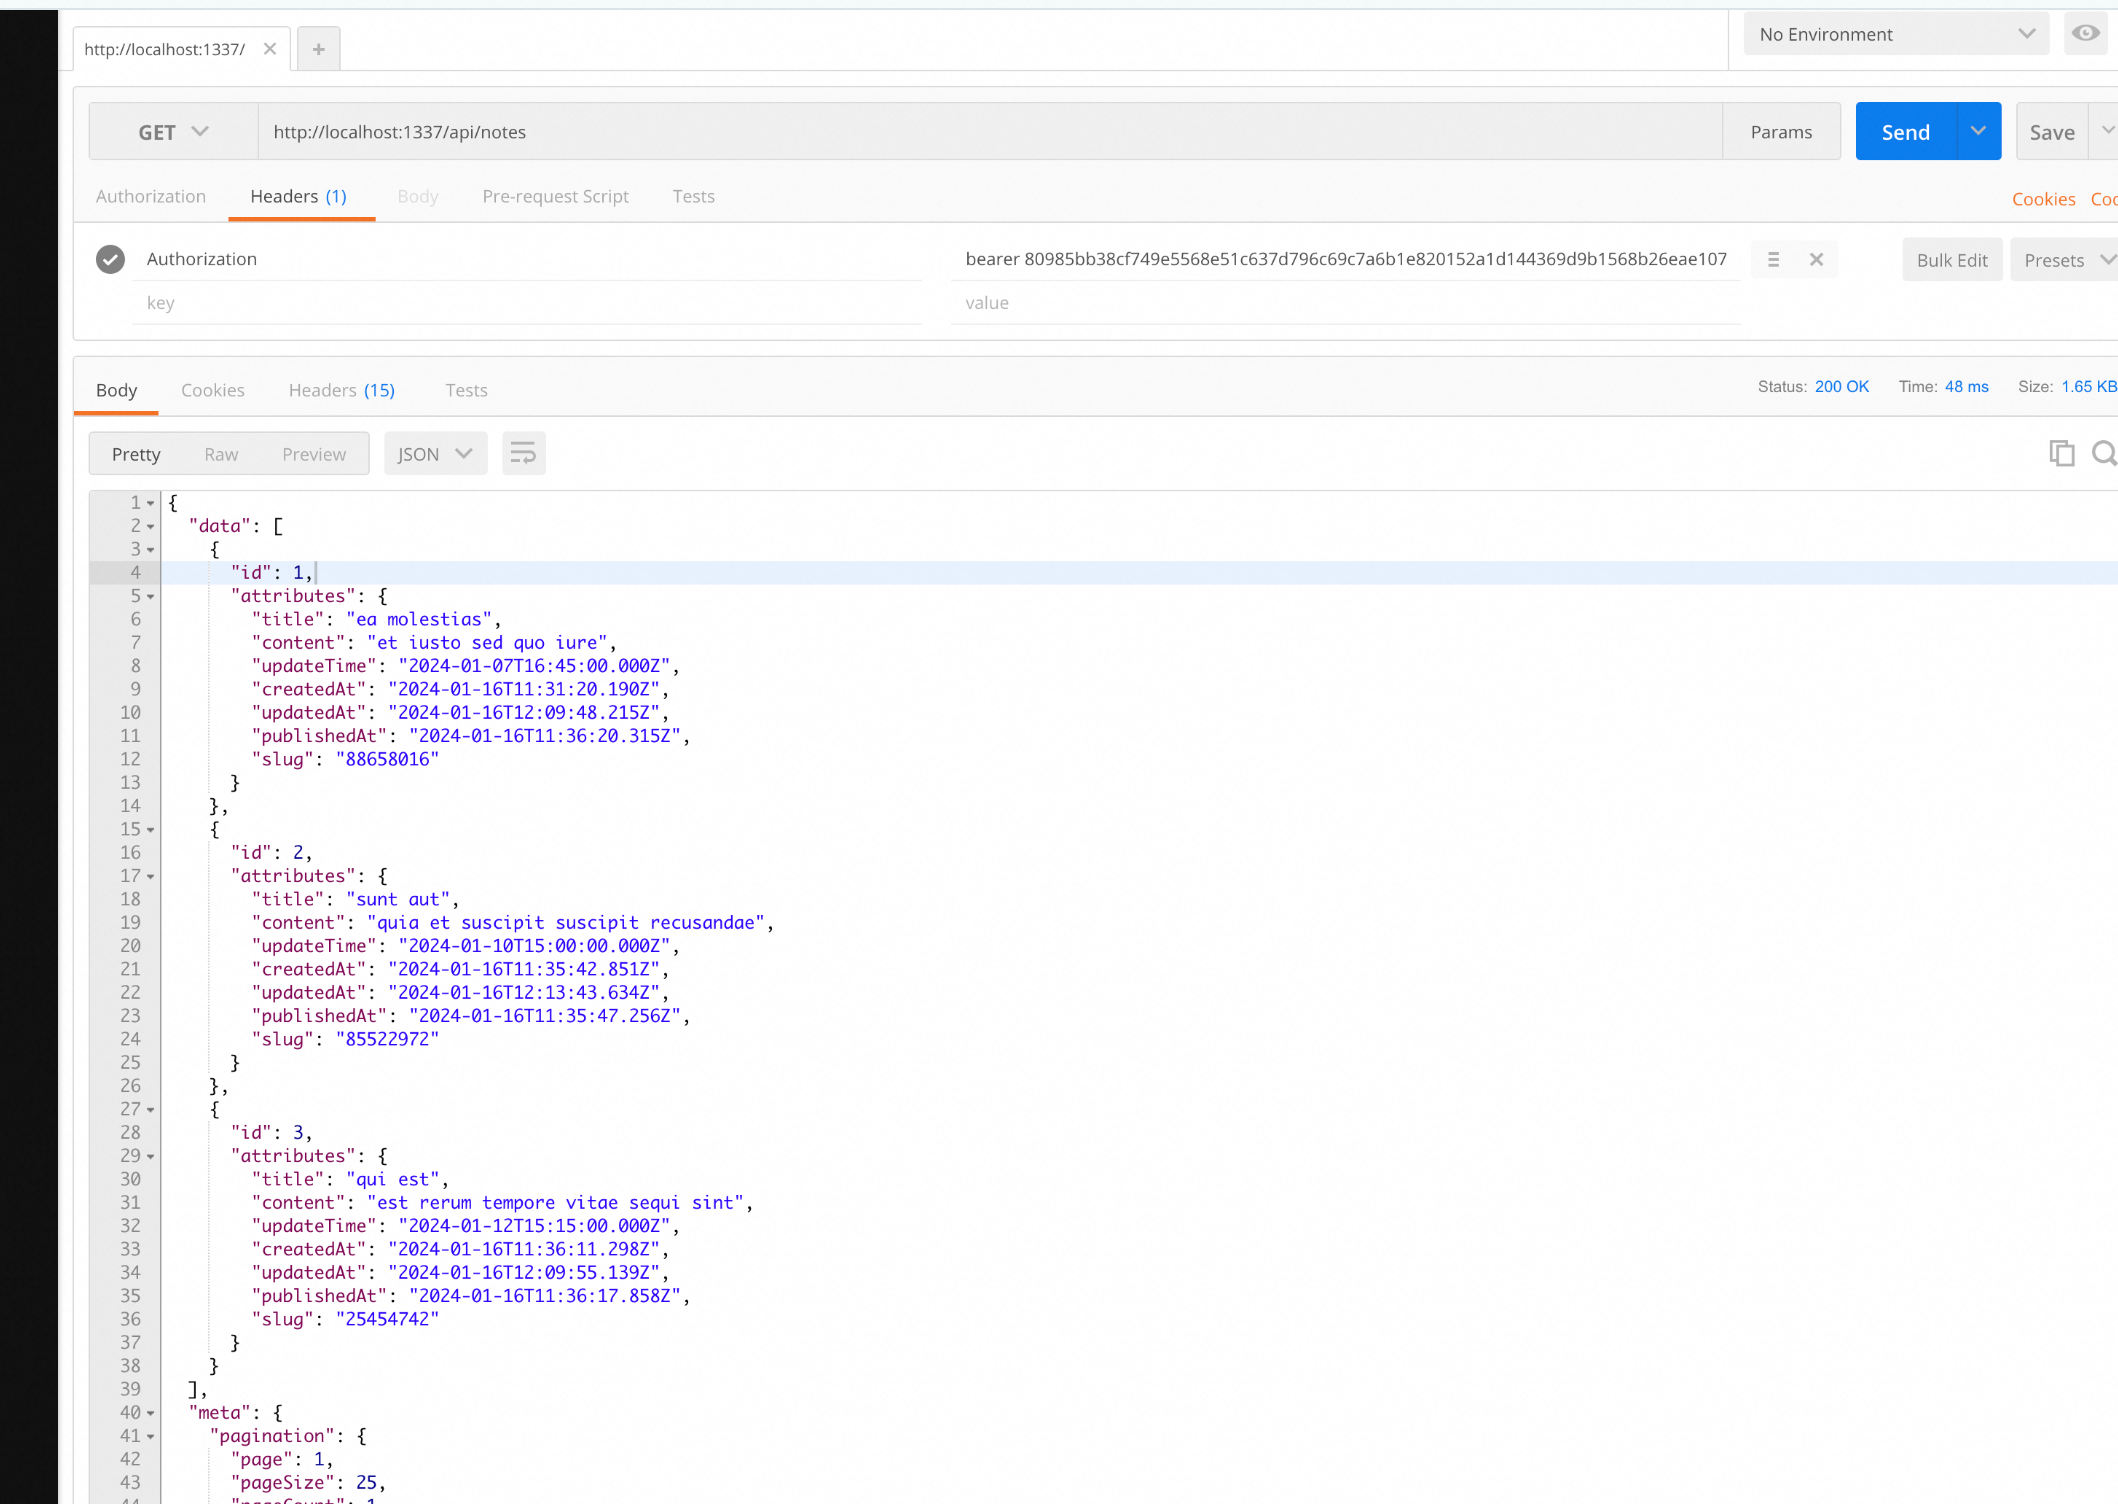 http://localhost:1337/
No Environment
GET http://localhost:1337/api/notes Params Send Save
Authorization Headers (1) Body Pre-request Script Tests Cookies
Authorization bearer 80985bb38cf749e5568e51c637d796c69c7a6b1e820152a1d144369d9b1568b26eae107 Bulk Edit Presets
key value
Body Cookies Headers (15) Tests Status: 200 OK Time: 48 ms Size: 1.65 KB
Pretty Raw Preview JSON
1 {
2 "data": [
3 {
4 "id": 1,
5 "attributes": {
6 "title": "ea molestias",
7 "content": "et iusto sed quo iure",
8 "updateTime": "2024-01-07T16:45:00.000Z",
9 "createdAt": "2024-01-16T11:31:20.190Z",
10 "updatedAt": "2024-01-16T12:09:48.215Z",
11 "publishedAt": "2024-01-16T11:36:20.315Z",
12 "slug": "88658016"
13 }
14 },
15 {
16 "id": 2,
17 "attributes": {
18 "title": "sunt aut",
19 "content": "quia et suscipit suscipit recusandae",
20 "updateTime": "2024-01-10T15:00:00.000Z",
21 "createdAt": "2024-01-16T11:35:42.851Z",
22 "updatedAt": "2024-01-16T12:13:43.634Z",
23 "publishedAt": "2024-01-16T11:35:47.256Z",
24 "slug": "85522972"
25 }
26 },
27 {
28 "id": 3,
29 "attributes": {
30 "title": "qui est",
31 "content": "est rerum tempore vitae sequi sint",
32 "updateTime": "2024-01-12T15:15:00.000Z",
33 "createdAt": "2024-01-16T11:36:11.298Z",
34 "updatedAt": "2024-01-16T12:09:55.139Z",
35 "publishedAt": "2024-01-16T11:36:17.858Z",
36 "slug": "25454742"
37 }
38 }
39 ],
40 "meta": {
41 "pagination": {
42 "page": 1,
43 "pageSize": 25,